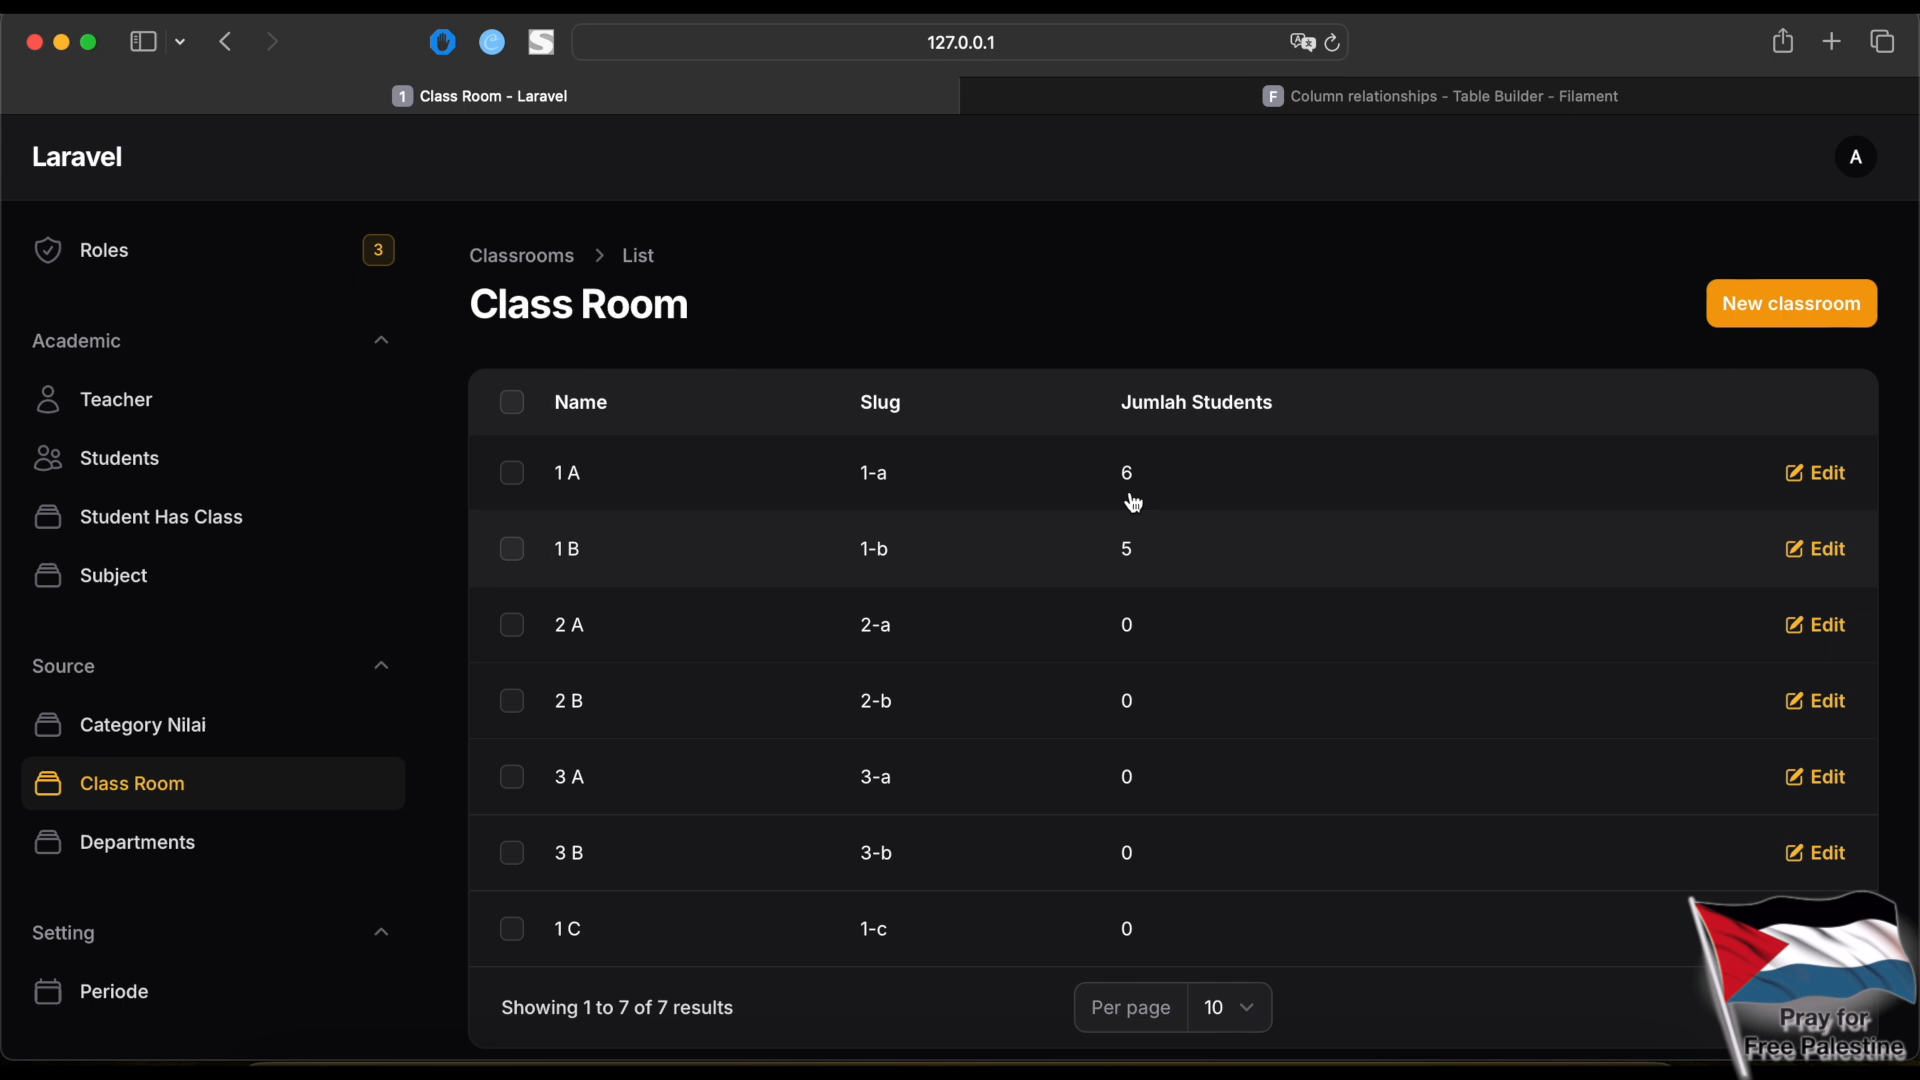 127.0.0.1
1 Class Room - Laravel
F Column relationships - Table Builder - Filament
Laravel
A
Roles 3
Academic
Teacher
Students
Student Has Class
Subject
Source
Category Nilai
Class Room
Departments
Setting
Periode
Classrooms > List
Class Room
New classroom
Name Slug Jumlah Students
1 A 1-a 6 Edit
1 B 1-b 5 Edit
2 A 2-a 0 Edit
2 B 2-b 0 Edit
3 A 3-a 0 Edit
3 B 3-b 0 Edit
1 C 1-c 0
Showing 1 to 7 of 7 results Per page 10
Pray for
Free Palestine